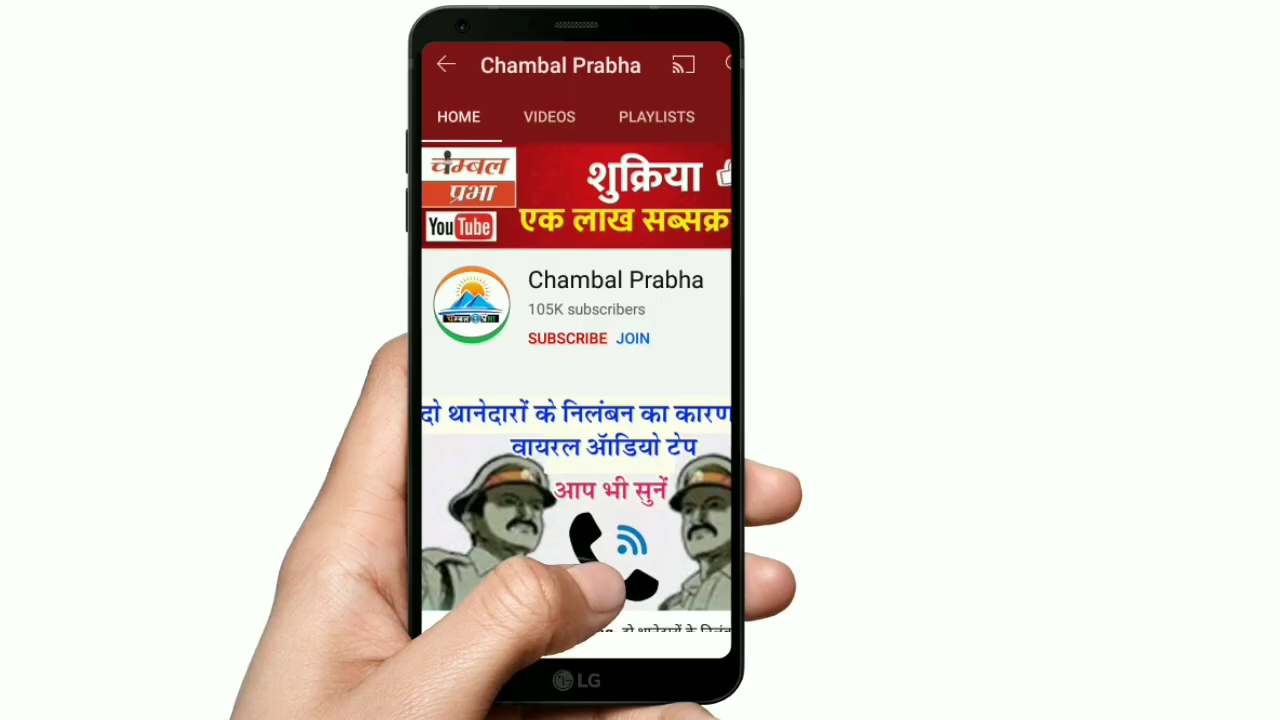 Chambal Prabha
HOME VIDEOS PLAYLISTS
चम्बल
प्रभा
YouTube
शुक्रिया
एक लाख सब्सक्र
Chambal Prabha
105K subscribers
SUBSCRIBE JOIN
दो थानेदारों के निलंबन का कारण
वायरल ऑडियो टेप
आप भी सुनें
LG